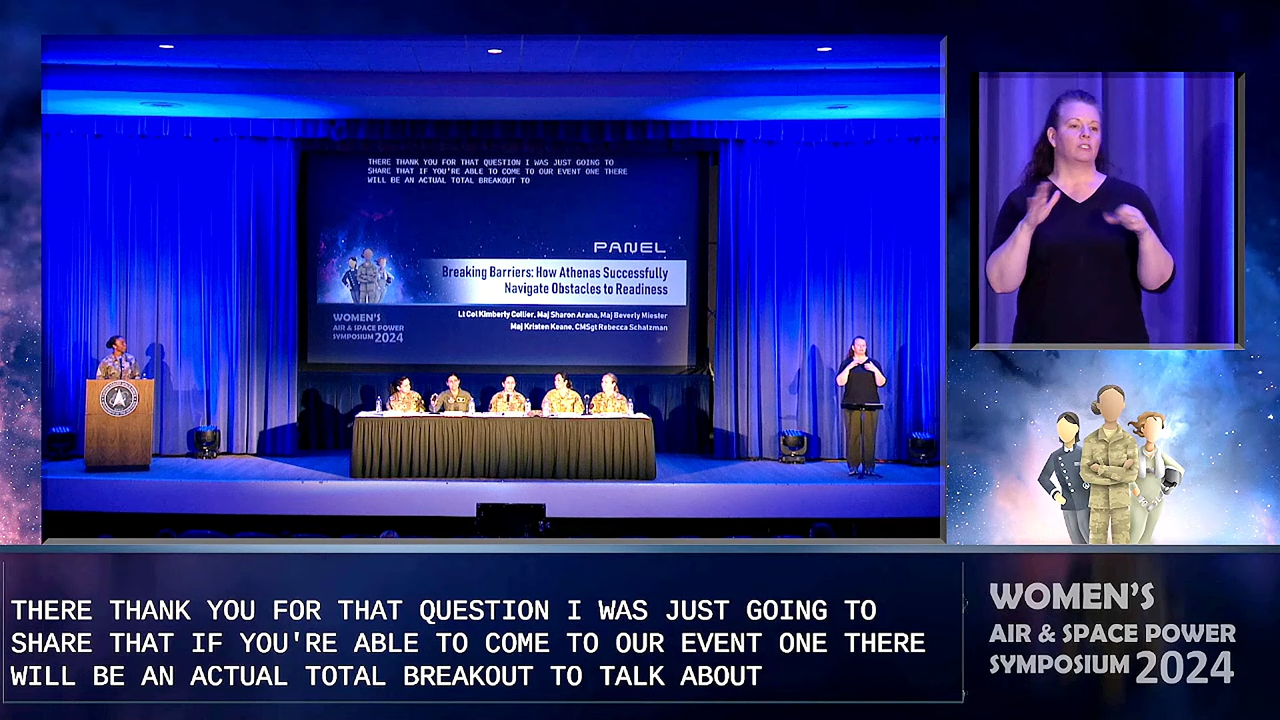 THERE THANK YOU FOR THAT QUESTION I WAS JUST GOING TO
SHARE THAT IF YOU'RE ABLE TO COME TO OUR EVENT ONE THERE
WILL BE AN ACTUAL TOTAL BREAKOUT TO
PANEL
Breaking Barriers: How Athenas Successfully
Navigate Obstacles to Readiness
Lt Col Kimberly Collier, Maj Sharon Arana, Maj Beverly Miester
Maj Kristen Keane, CMSgt Rebecca Schatzman
WOMEN'S
AIR & SPACE POWER
SYMPOSIUM 2024
THERE THANK YOU FOR THAT QUESTION I WAS JUST GOING TO
SHARE THAT IF YOU'RE ABLE TO COME TO OUR EVENT ONE THERE
WILL BE AN ACTUAL TOTAL BREAKOUT TO TALK ABOUT
WOMEN'S
AIR & SPACE POWER
SYMPOSIUM 2024